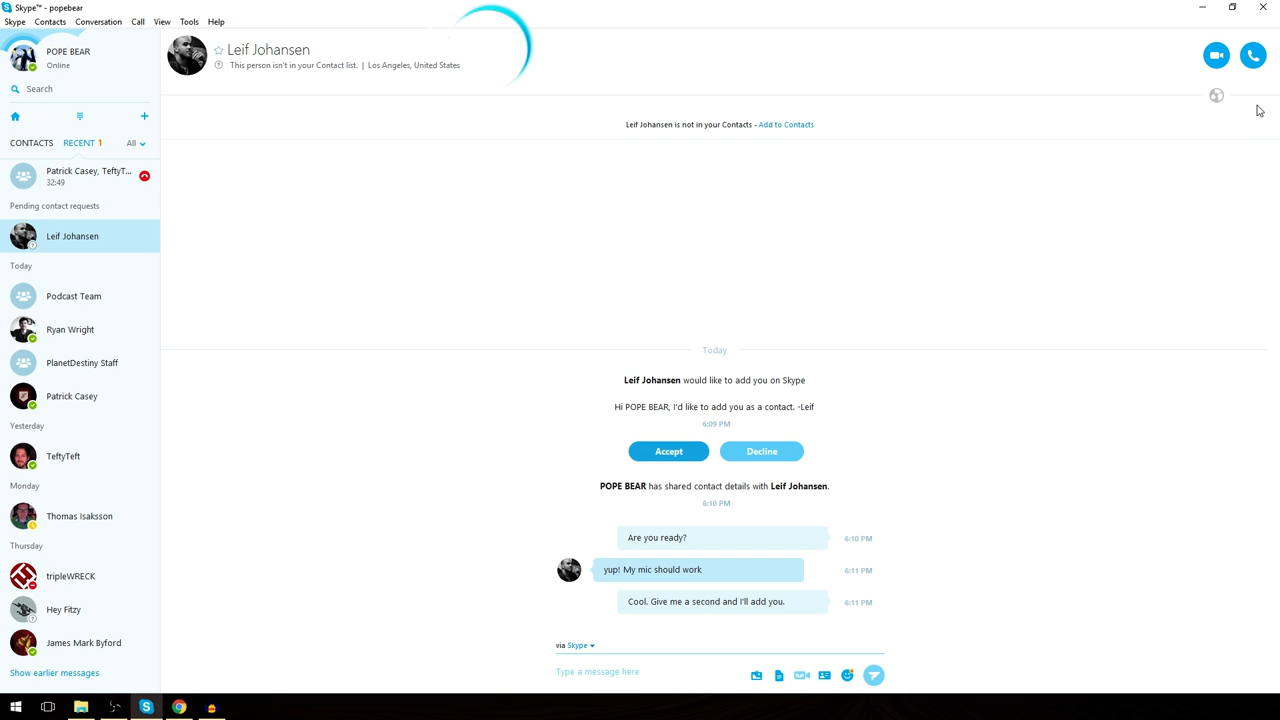 Skype™ - popebear
Skype Contacts Conversation Call View Tools Help
POPE BEAR
Online
Search
CONTACTS RECENT 1 All
Patrick Casey, TeftyT...
32:49
Pending contact requests
Leif Johansen
Today
Podcast Team
Ryan Wright
PlanetDestiny Staff
Patrick Casey
Yesterday
TeftyTeft
Monday
Thomas Isaksson
Thursday
tripleWRECK
Hey Fitzy
James Mark Byford
Show earlier messages
Leif Johansen
This person isn't in your Contact list. | Los Angeles, United States
Leif Johansen is not in your Contacts - Add to Contacts
Today
Leif Johansen would like to add you on Skype
Hi POPE BEAR, I'd like to add you as a contact. -Leif
6:09 PM
Accept Decline
POPE BEAR has shared contact details with Leif Johansen.
6:10 PM
Are you ready? 6:10 PM
yup! My mic should work 6:11 PM
Cool. Give me a second and I'll add you. 6:11 PM
via Skype
Type a message here